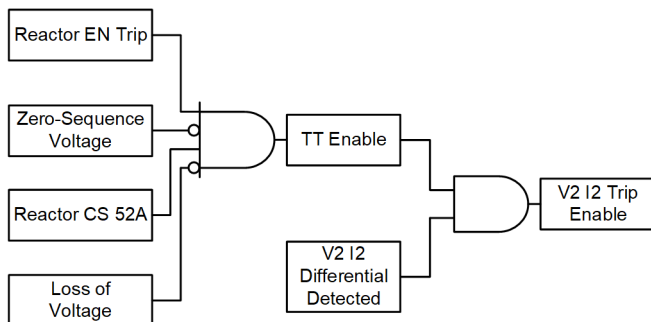 Reactor EN Trip
Zero-Sequence
Voltage
Reactor CS 52A
Loss of
Voltage
TT Enable
V2 I2
Differential
Detected
V2 I2 Trip
Enable